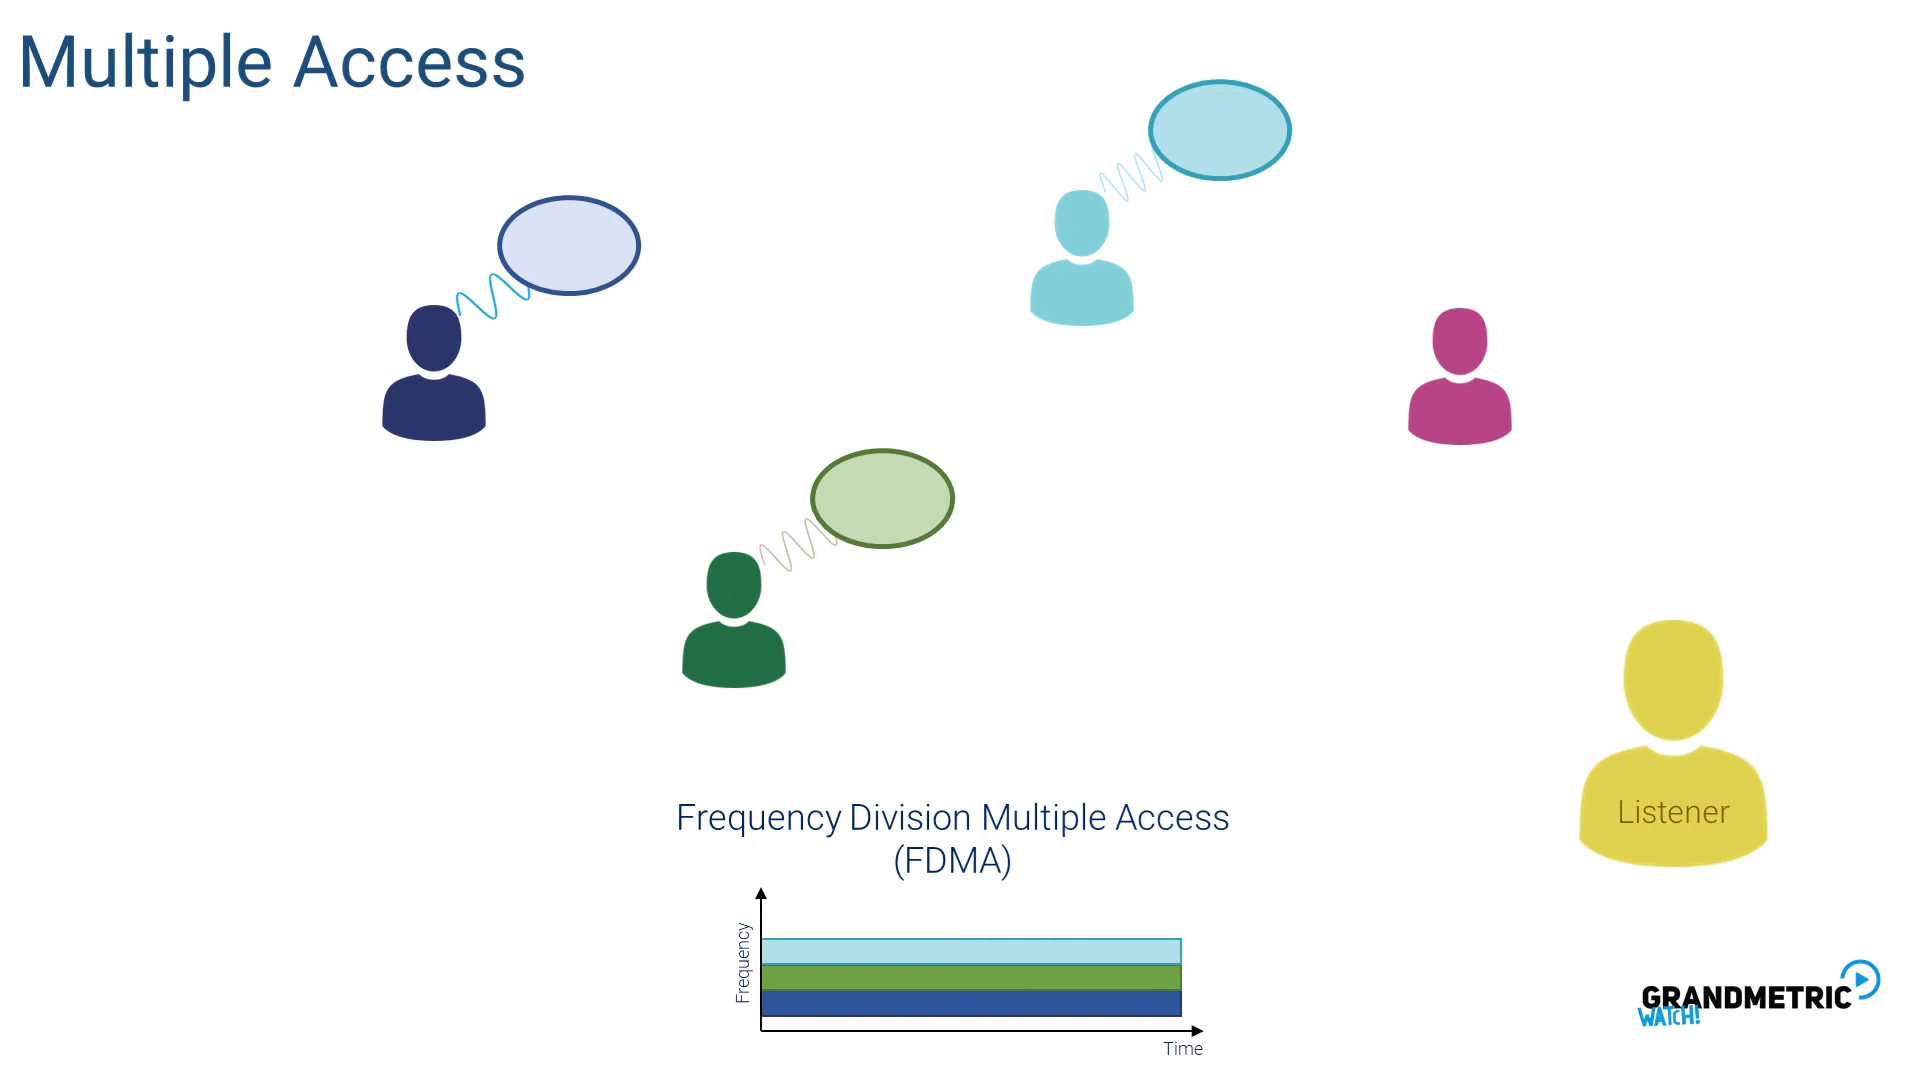 Multiple Access
Listener
Frequency Division Multiple Access
(FDMA)
Frequency
Time
GRANDMETRIC
WATCH!